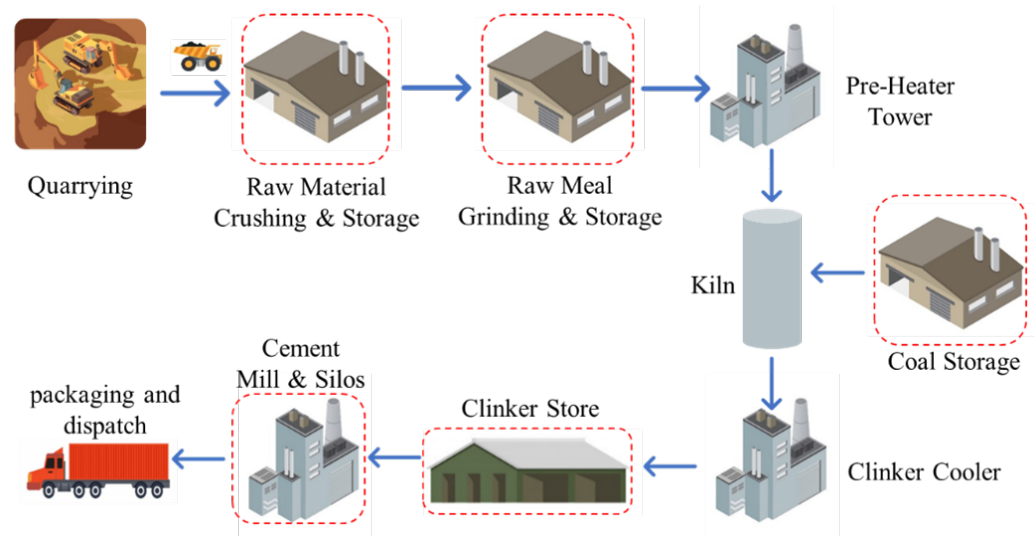 Quarrying
Raw Material
Crushing & Storage
Raw Meal
Grinding & Storage
Pre-Heater
Tower
Kiln
Coal Storage
Clinker Cooler
Clinker Store
Cement
Mill & Silos
packaging and
dispatch